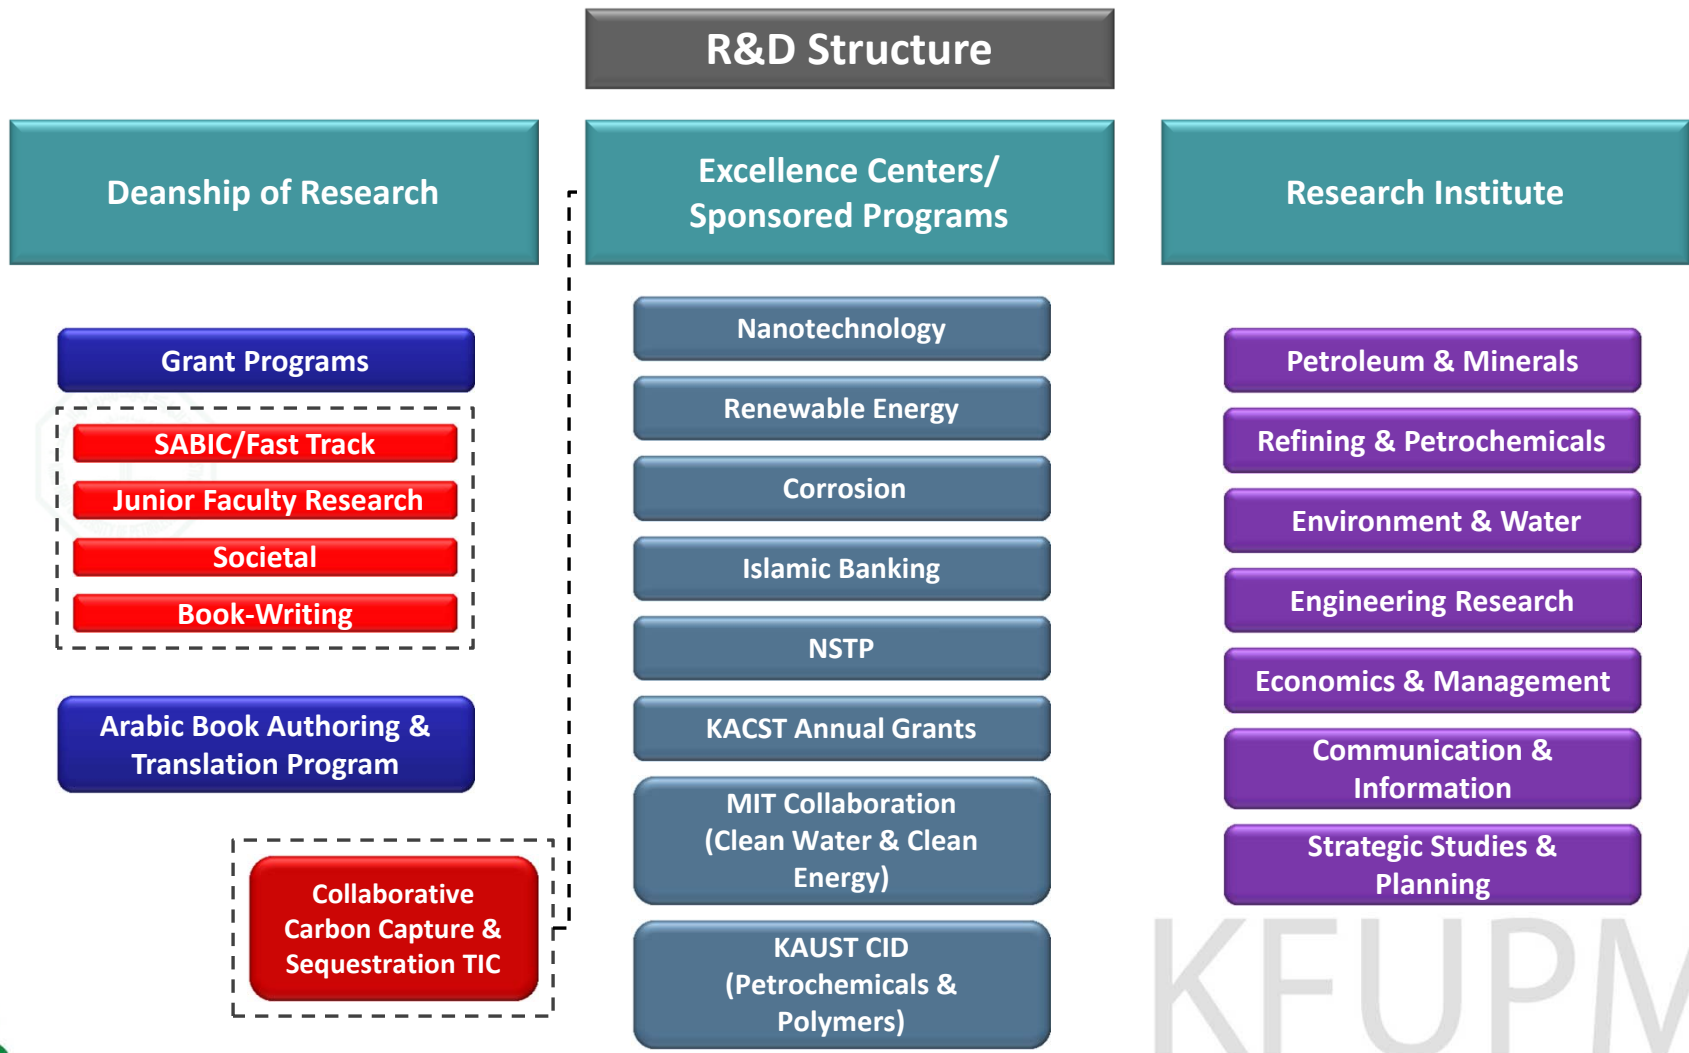 R&D Structure
Deanship of Research
Grant Programs
SABIC/Fast Track
Junior Faculty Research
Societal
Book-Writing
Arabic Book Authoring &
Translation Program
Collaborative
Carbon Capture &
Sequestration TIC
Excellence Centers/
Sponsored Programs
Nanotechnology
Renewable Energy
Corrosion
Islamic Banking
NSTP
KACST Annual Grants
MIT Collaboration
(Clean Water & Clean
Energy)
KAUST CID
(Petrochemicals &
Polymers)
Research Institute
Petroleum & Minerals
Refining & Petrochemicals
Environment & Water
Engineering Research
Economics & Management
Communication &
Information
Strategic Studies &
Planning
KFUPM